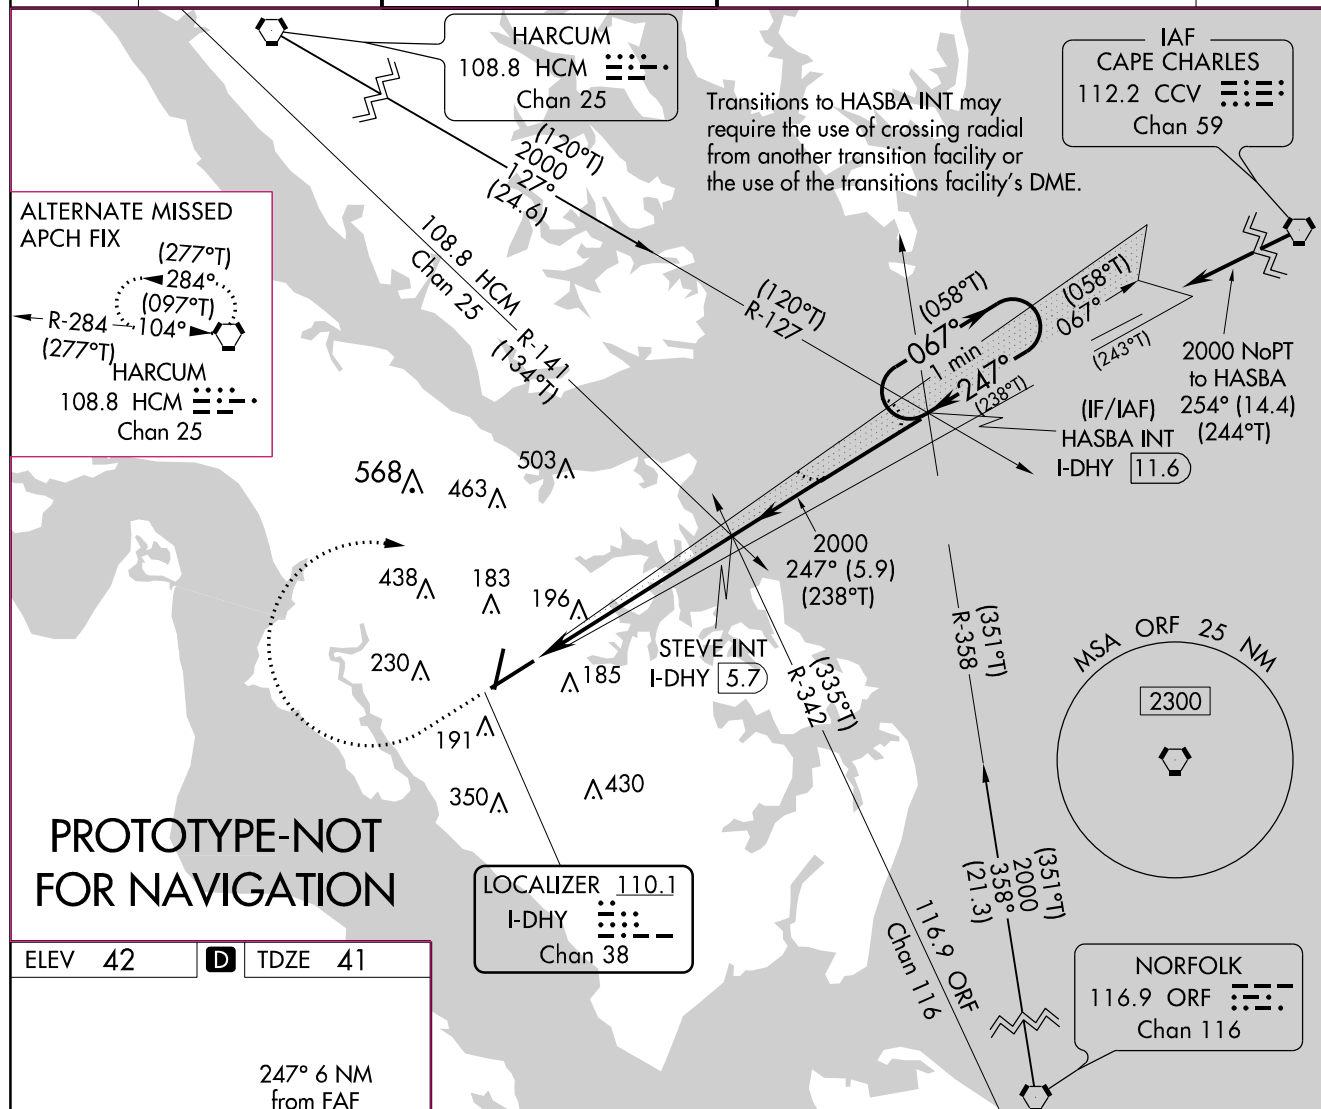 HARCUM
108.8 HCM
Chan 25
IAF
CAPE CHARLES
112.2 CCV
Chan 59
Transitions to HASBA INT may
require the use of crossing radial
from another transition facility or
the use of the transitions facility's DME.
(120°T)
2000
127°
(24.6)
ALTERNATE MISSED
APCH FIX
(277°T)
284°
(097°T)
R-284
104°
(277°T)
HARCUM
108.8 HCM
Chan 25
108.8 HCM R-141
Chan 25 (134°T)
(120°T)
R-127
(058°T)
067°
1 min
247°
(238°T)
(058°T)
067°
(243°T)
2000 NoPT
to HASBA
254° (14.4)
(244°T)
(IF/IAF)
HASBA INT
I-DHY 11.6
568
463
503
438
183
196
230
185
191
350
430
2000
247° (5.9)
(238°T)
STEVE INT
I-DHY 5.7
(335°T)
R-342
(351°T)
R-358
MSA ORF 25 NM
2300
(351°T)
2000
358°
(21.3)
116.9 ORF
Chan 116
PROTOTYPE-NOT
FOR NAVIGATION
LOCALIZER 110.1
I-DHY
Chan 38
NORFOLK
116.9 ORF
Chan 116
ELEV 42 D TDZE 41
247° 6 NM
from FAF